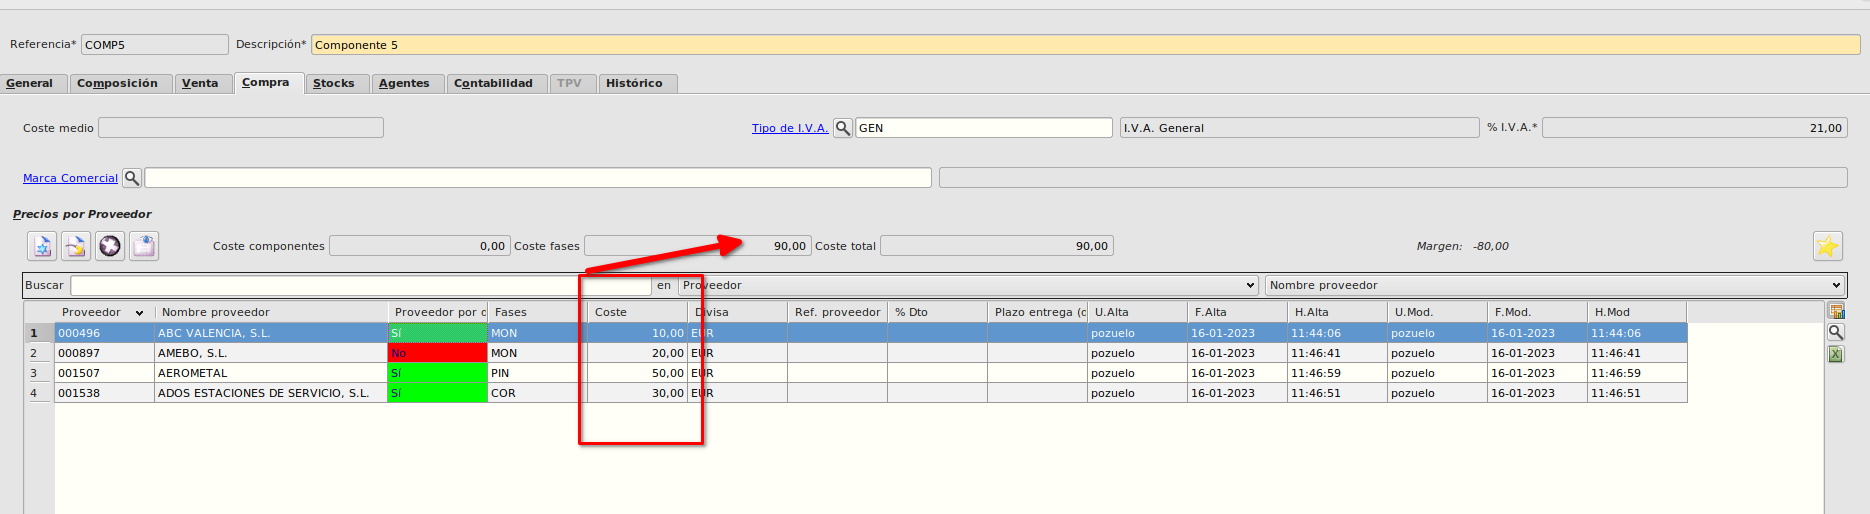 Referencia* COMP5 Descripción* Componente 5
General Composición Venta Compra Stocks Agentes Contabilidad TPV Histórico
Coste medio Tipo de I.V.A. GEN I.V.A. General % I.V.A.* 21,00
Marca Comercial
Precios por Proveedor
Coste componentes 0,00 Coste fases 90,00 Coste total 90,00 Margen: -80,00
Buscar en Proveedor Nombre proveedor
Proveedor Nombre proveedor Proveedor por d Fases Coste Divisa Ref. proveedor % Dto Plazo entrega (d U.Alta F.Alta H.Alta U.Mod. F.Mod. H.Mod
1 000496 ABC VALENCIA, S.L. Sí MON 10,00 EUR pozuelo 16-01-2023 11:44:06 pozuelo 16-01-2023 11:44:06
2 000897 AMEBO, S.L. No MON 20,00 EUR pozuelo 16-01-2023 11:46:41 pozuelo 16-01-2023 11:46:41
3 001507 AEROMETAL Sí PIN 50,00 EUR pozuelo 16-01-2023 11:46:59 pozuelo 16-01-2023 11:46:59
4 001538 ADOS ESTACIONES DE SERVICIO, S.L. Sí COR 30,00 EUR pozuelo 16-01-2023 11:46:51 pozuelo 16-01-2023 11:46:51